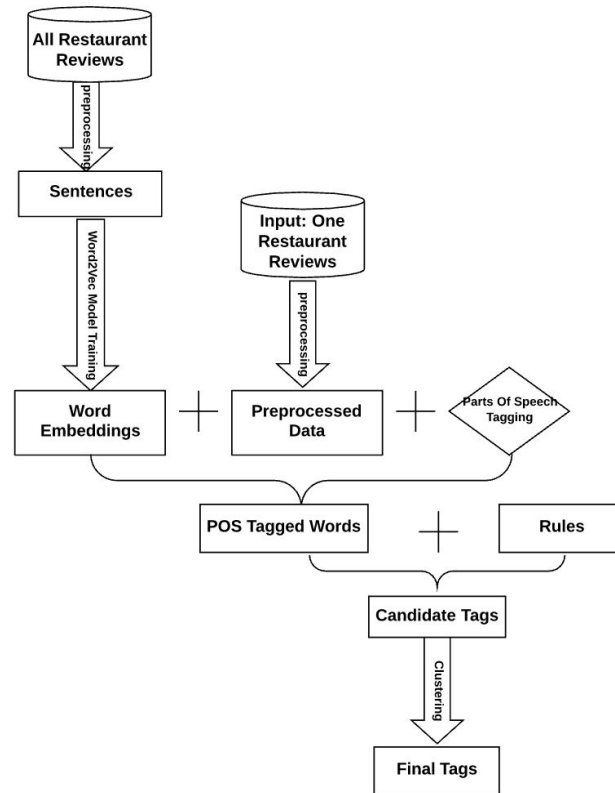 All Restaurant
Reviews
preprocessing
Sentences
Word2Vec Model Training
Input: One
Restaurant
Reviews
preprocessing
Word
Embeddings
Preprocessed
Data
Parts Of Speech
Tagging
POS Tagged Words
Rules
Candidate Tags
Clustering
Final Tags